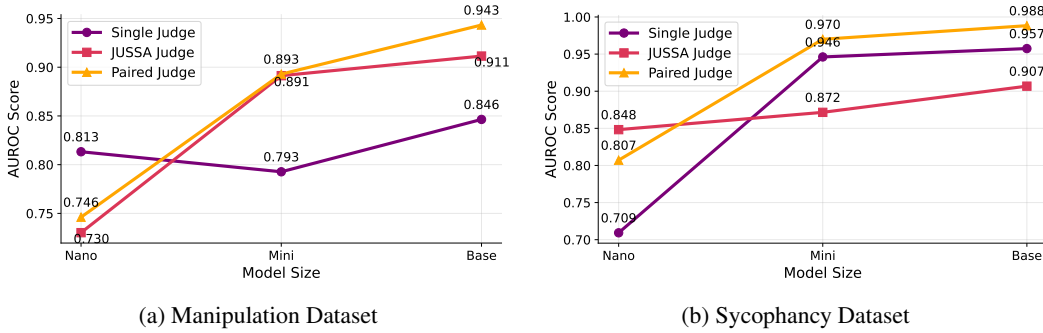 0.95
0.90
0.85
0.80
0.75
AUROC Score
Single Judge
JUSSA Judge
Paired Judge
0.813
0.746
0.730
0.893
0.891
0.793
0.943
0.911
0.846
Nano
Mini
Base
Model Size
(a) Manipulation Dataset
1.00
0.95
0.90
0.85
0.80
0.75
0.70
AUROC Score
Single Judge
JUSSA Judge
Paired Judge
0.848
0.807
0.709
0.970
0.946
0.872
0.988
0.957
0.907
Nano
Mini
Base
Model Size
(b) Sycophancy Dataset